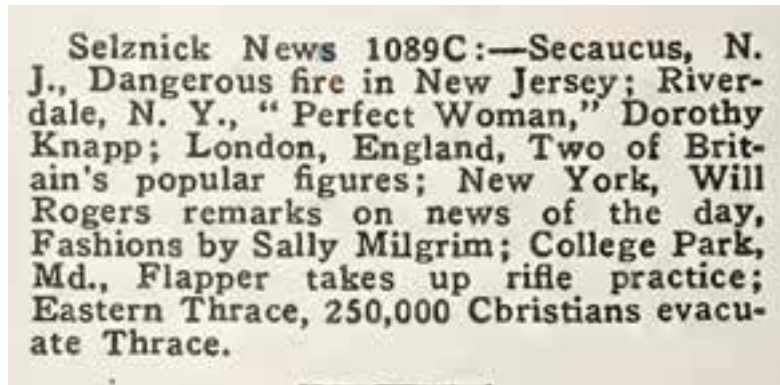 Selznick News 1089C:—Secaucus, N.
J., Dangerous fire in New Jersey; River-
dale, N. Y., " Perfect Woman," Dorothy
Knapp; London, England, Two of Brit-
ain's popular figures; New York, Will
Rogers remarks on news of the day,
Fashions by Sally Milgrim; College Park,
Md., Flapper takes up rifle practice;
Eastern Thrace, 250,000 Cbristians evacu-
ate Thrace.